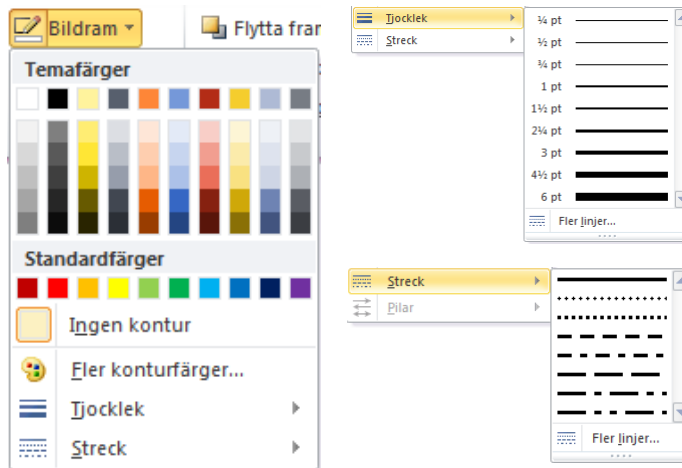 Bildram
Flytta fran
Temafärger
Standardfärger
Ingen kontur
Fler konturfärger...
Tjocklek
Streck
Tjocklek
Streck
¼ pt
½ pt
¾ pt
1 pt
1½ pt
2¼ pt
3 pt
4½ pt
6 pt
Fler linjer...
Streck
Pilar
Fler linjer...